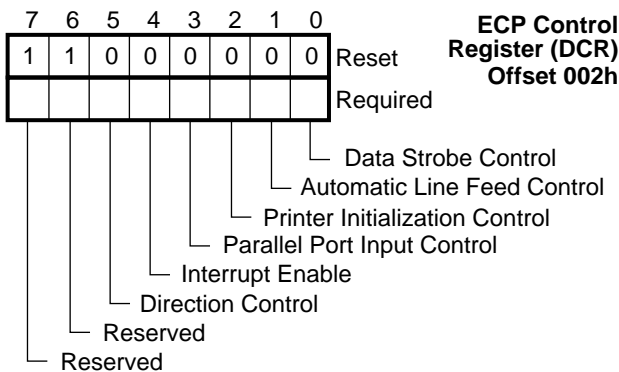 7 6 5 4 3 2 1 0
ECP Control
Register (DCR)
Offset 002h
1 1 0 0 0 0 0 0 Reset
Required
Data Strobe Control
Automatic Line Feed Control
Printer Initialization Control
Parallel Port Input Control
Interrupt Enable
Direction Control
Reserved
Reserved